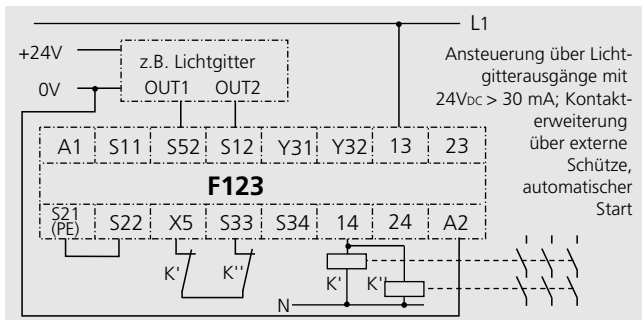 L1
+24V
0V
z.B. Lichtgitter
OUT1 OUT2
Ansteuerung über Licht-
gitterausgänge mit
24VDC > 30 mA; Kontakt-
erweiterung
über externe
Schütze,
automatischer
Start
A1 S11 S52 S12 Y31 Y32 13 23
F123
S21
(PE) S22 X5 S33 S34 14 24 A2
K' K'' K' K''
N